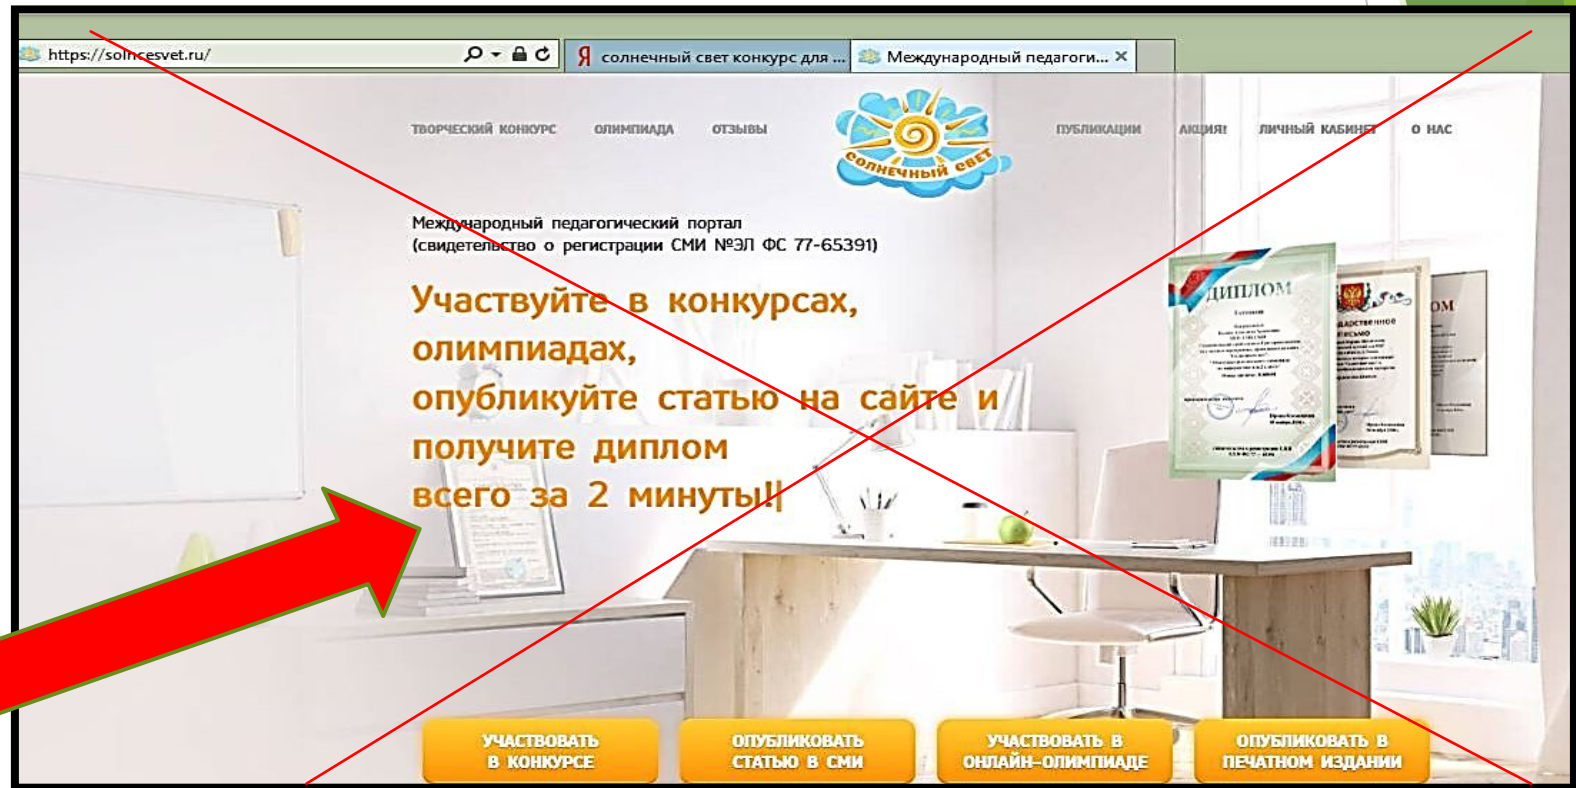 https://solncesvet.ru/
Я солнечный свет конкурс для ...
Международный педагоги... ×
ТВОРЧЕСКИЙ КОНКУРС
ОЛИМПИАДА
ОТЗЫВЫ
СОЛНЕЧНЫЙ СВЕТ
ПУБЛИКАЦИИ
АКЦИЯ!
ЛИЧНЫЙ КАБИНЕТ
О НАС
Международный педагогический портал
(свидетельство о регистрации СМИ №ЭЛ ФС 77-65391)
Участвуйте в конкурсах,
олимпиадах,
опубликуйте статью на сайте и
получите диплом
всего за 2 минуты!|
ДИПЛОМ
УЧАСТВОВАТЬ
В КОНКУРСЕ
ОПУБЛИКОВАТЬ
СТАТЬЮ В СМИ
УЧАСТВОВАТЬ В
ОНЛАЙН-ОЛИМПИАДЕ
ОПУБЛИКОВАТЬ В
ПЕЧАТНОМ ИЗДАНИИ